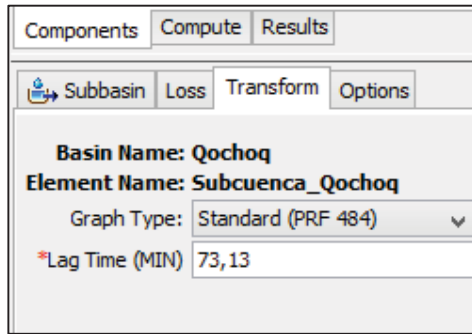 Components Compute Results
Subbasin Loss Transform Options
Basin Name: Qochoq
Element Name: Subcuenca_Qochoq
Graph Type: Standard (PRF 484)
*Lag Time (MIN) 73,13